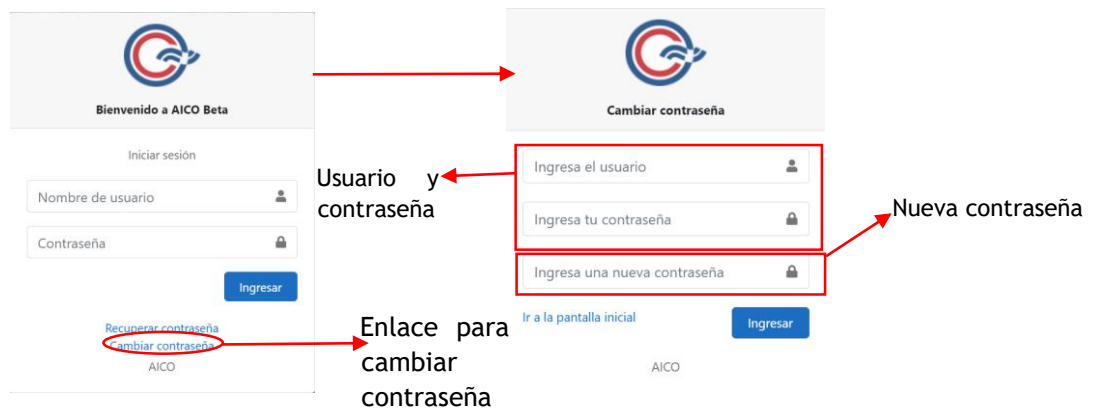 Bienvenido a AICO Beta
Iniciar sesión
Nombre de usuario
Contraseña
Ingresar
Recuperar contraseña
Cambiar contraseña
AICO
Usuario y
contraseña
Enlace para
cambiar
contraseña
Cambiar contraseña
Ingresa el usuario
Ingresa tu contraseña
Ingresa una nueva contraseña
Ir a la pantalla inicial
Ingresar
AICO
Nueva contraseña